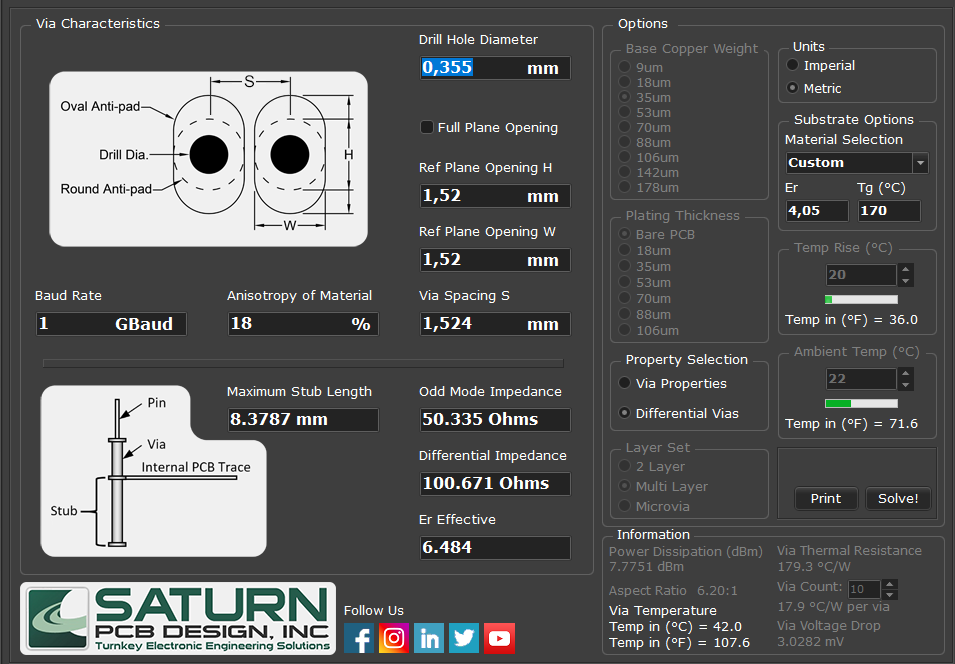 Via Characteristics
Drill Hole Diameter
0,355 mm
S
Oval Anti-pad
Drill Dia.
Round Anti-pad
H
W
Full Plane Opening
Ref Plane Opening H
1,52 mm
Ref Plane Opening W
1,52 mm
Baud Rate
1 GBaud
Anisotropy of Material
18 %
Via Spacing S
1,524 mm
Pin
Via
Internal PCB Trace
Stub
Maximum Stub Length
8.3787 mm
Odd Mode Impedance
50.335 Ohms
Differential Impedance
100.671 Ohms
Er Effective
6.484
SATURN
PCB DESIGN, INC
Turnkey Electronic Engineering Solutions
Follow Us
Options
Base Copper Weight
9um
18um
35um
53um
70um
88um
106um
142um
178um
Plating Thickness
Bare PCB
18um
35um
53um
70um
88um
106um
Property Selection
Via Properties
Differential Vias
Layer Set
2 Layer
Multi Layer
Microvia
Units
Imperial
Metric
Substrate Options
Material Selection
Custom
Er Tg (°C)
4,05 170
Temp Rise (°C)
20
Temp in (°F) = 36.0
Ambient Temp (°C)
22
Temp in (°F) = 71.6
Print Solve!
Information
Power Dissipation (dBm)
7.7751 dBm
Aspect Ratio 6.20:1
Via Temperature
Temp in (°C) = 42.0
Temp in (°F) = 107.6
Via Thermal Resistance
179.3 °C/W
Via Count: 10
17.9 °C/W per via
Via Voltage Drop
3.0282 mV